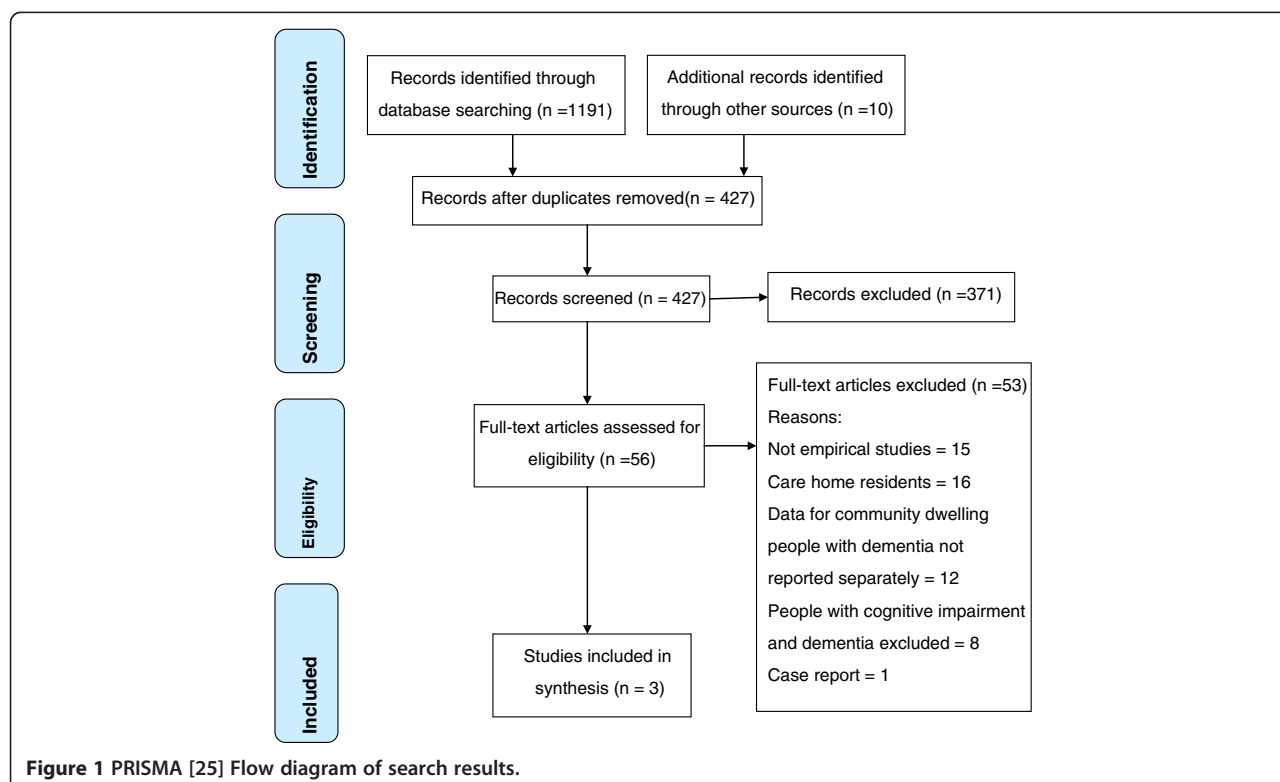 Identification
Records identified through
database searching (n =1191)
Additional records identified
through other sources (n =10)
Records after duplicates removed(n = 427)
Screening
Records screened (n = 427)
Records excluded (n =371)
Eligibility
Full-text articles assessed for
eligibility (n =56)
Full-text articles excluded (n =53)
Reasons:
Not empirical studies = 15
Care home residents = 16
Data for community dwelling
people with dementia not
reported separately = 12
People with cognitive impairment
and dementia excluded = 8
Case report = 1
Included
Studies included in
synthesis (n = 3)
Figure 1 PRISMA [25] Flow diagram of search results.